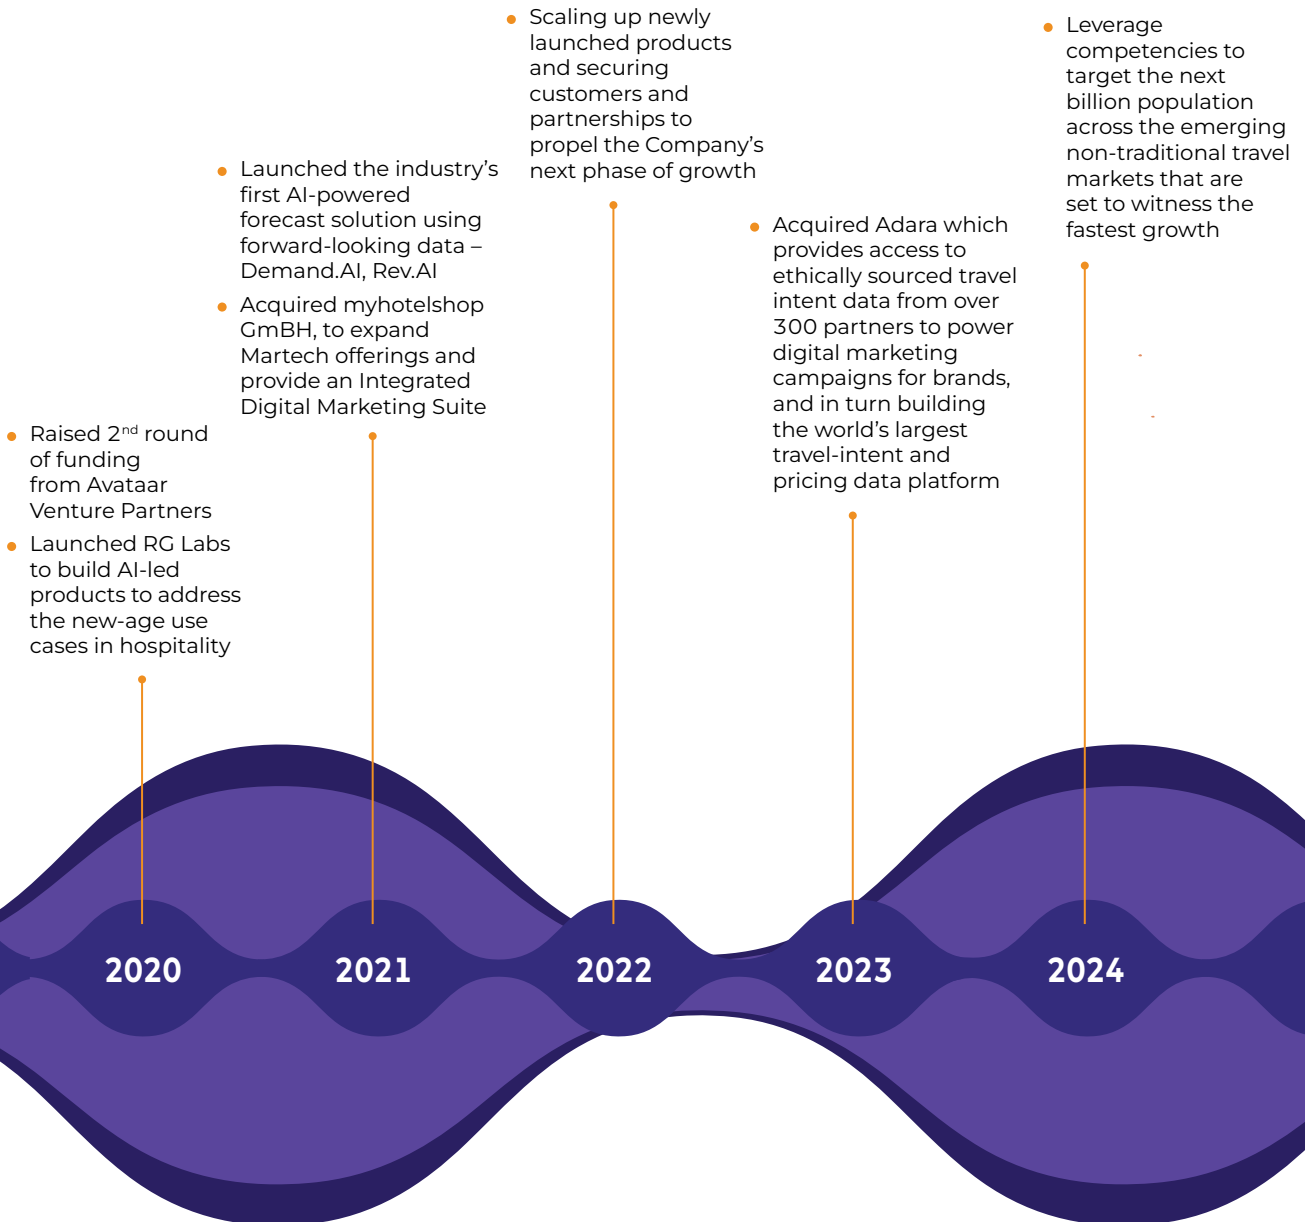 Raised 2nd round
of funding
from Avataar
Venture Partners
Launched RG Labs
to build AI-led
products to address
the new-age use
cases in hospitality
Launched the industry’s
first AI-powered
forecast solution using
forward-looking data –
Demand.AI, Rev.AI
Acquired myhotelshop
GmBH, to expand
Martech offerings and
provide an Integrated
Digital Marketing Suite
Scaling up newly
launched products
and securing
customers and
partnerships to
propel the Company’s
next phase of growth
Acquired Adara which
provides access to
ethically sourced travel
intent data from over
300 partners to power
digital marketing
campaigns for brands,
and in turn building
the world’s largest
travel-intent and
pricing data platform
Leverage
competencies to
target the next
billion population
across the emerging
non-traditional travel
markets that are
set to witness the
fastest growth
2020
2021
2022
2023
2024